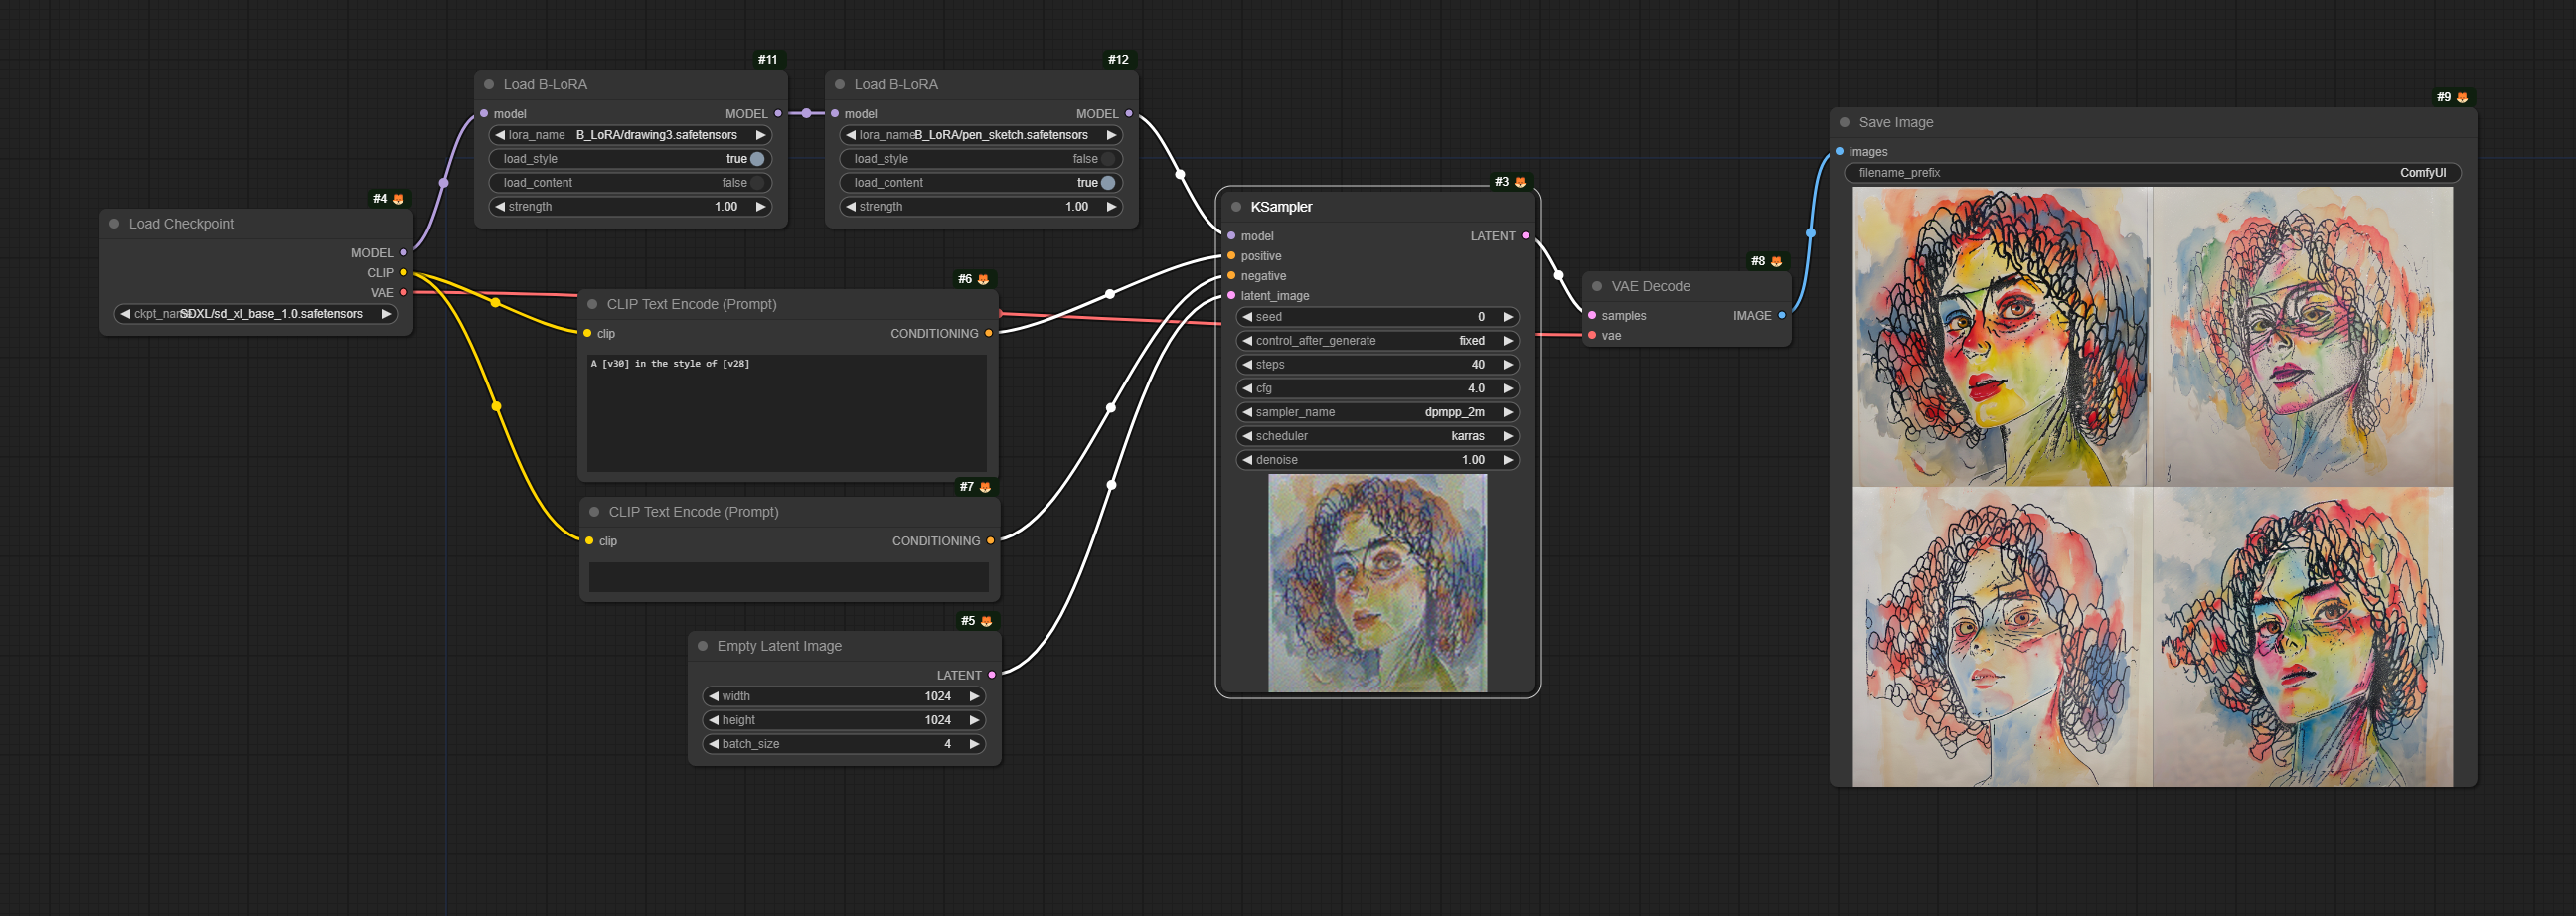 #4
Load Checkpoint
MODEL
CLIP
VAE
ckpt_nam SDXL/sd_xl_base_1.0.safetensors
#11
Load B-LoRA
model MODEL
lora_name B_LoRA/drawing3.safetensors
load_style true
load_content false
strength 1.00
#12
Load B-LoRA
model MODEL
lora_name B_LoRA/pen_sketch.safetensors
load_style false
load_content true
strength 1.00
#6
CLIP Text Encode (Prompt)
clip CONDITIONING
A [v30] in the style of [v28]
#7
CLIP Text Encode (Prompt)
clip CONDITIONING
#5
Empty Latent Image
LATENT
width 1024
height 1024
batch_size 4
#3
KSampler
model LATENT
positive
negative
latent_image
seed 0
control_after_generate fixed
steps 40
cfg 4.0
sampler_name dpmpp_2m
scheduler karras
denoise 1.00
#8
VAE Decode
samples IMAGE
vae
#9
Save Image
images
filename_prefix ComfyUI